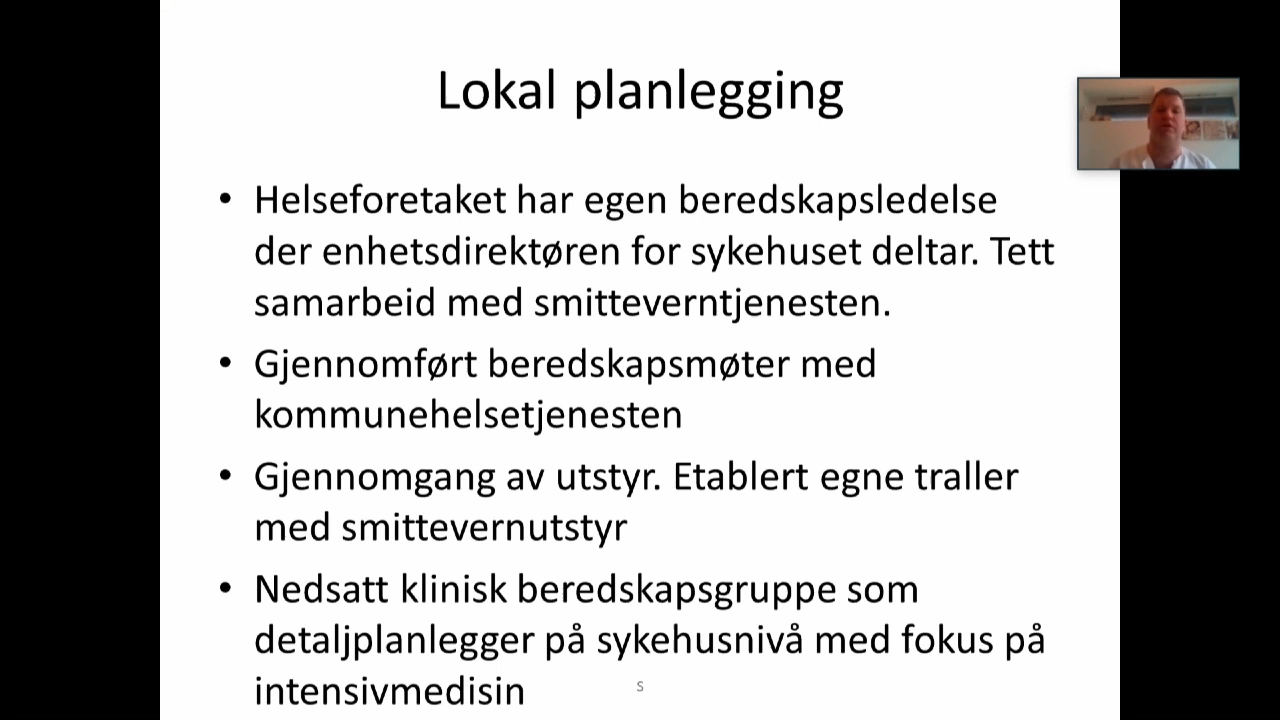 Lokal planlegging
• Helseforetaket har egen beredskapsledelse
der enhetsdirektøren for sykehuset deltar. Tett
samarbeid med smitteverntjenesten.
• Gjennomført beredskapsmøter med
kommunehelsetjenesten
• Gjennomgang av utstyr. Etablert egne traller
med smittevernutstyr
• Nedsatt klinisk beredskapsgruppe som
detaljplanlegger på sykehusnivå med fokus på
intensivmedisin
S